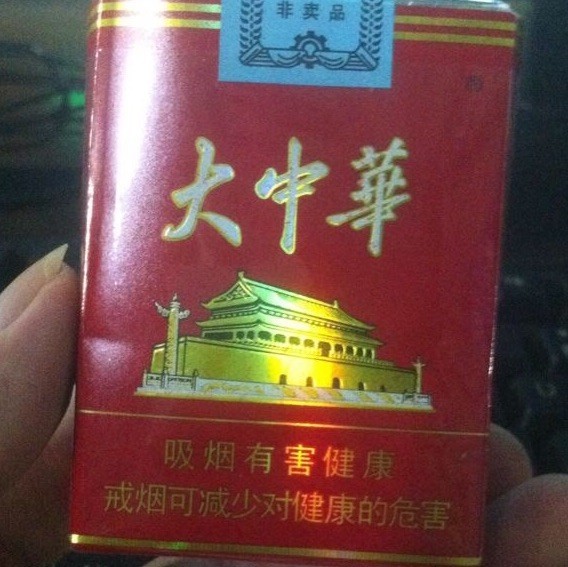 非卖品
大中華
吸烟有害健康
戒烟可减少对健康的危害